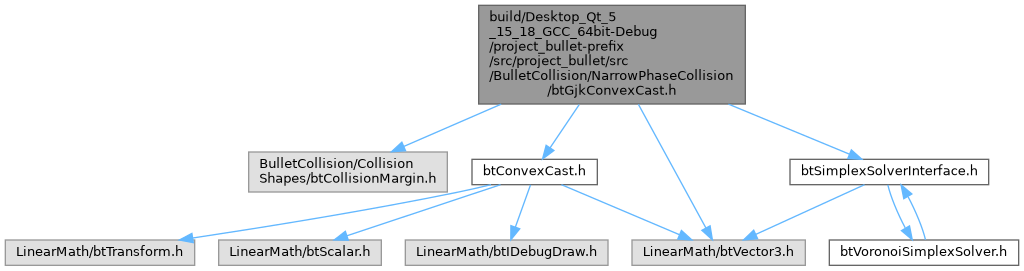 build/Desktop_Qt_5
_15_18_GCC_64bit-Debug
/project_bullet-prefix
/src/project_bullet/src
/BulletCollision/NarrowPhaseCollision
/btGjkConvexCast.h
BulletCollision/Collision
Shapes/btCollisionMargin.h
btConvexCast.h
btSimplexSolverInterface.h
LinearMath/btTransform.h
LinearMath/btScalar.h
LinearMath/btIDebugDraw.h
LinearMath/btVector3.h
btVoronoiSimplexSolver.h